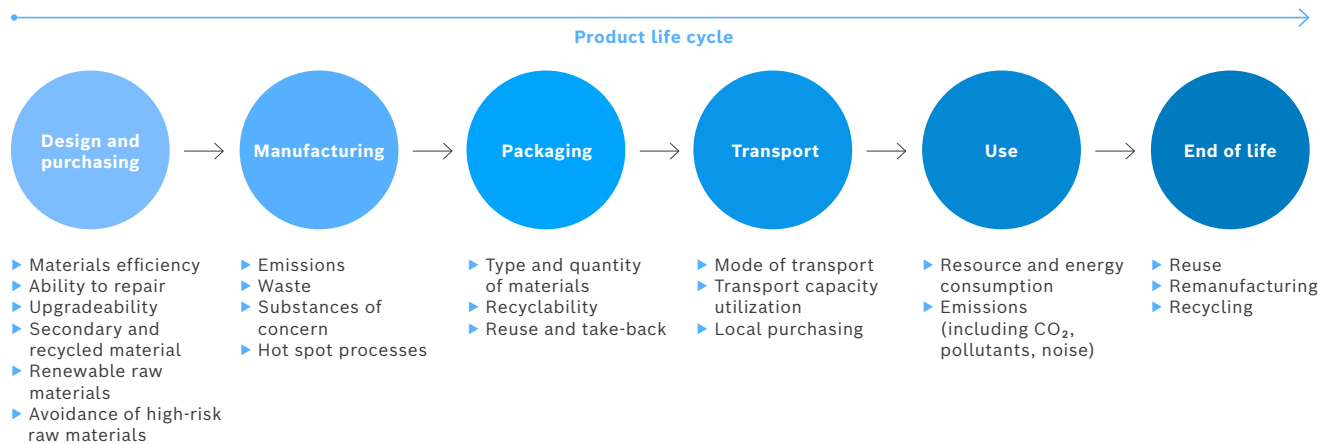 Product life cycle
Design and
purchasing
Manufacturing
Packaging
Transport
Use
End of life
Materials efficiency
Ability to repair
Upgradeability
Secondary and
recycled material
Renewable raw
materials
Avoidance of high-risk
raw materials
Emissions
Waste
Substances of
concern
Hot spot processes
Type and quantity
of materials
Recyclability
Reuse and take-back
Mode of transport
Transport capacity
utilization
Local purchasing
Resource and energy
consumption
Emissions
(including CO₂,
pollutants, noise)
Reuse
Remanufacturing
Recycling